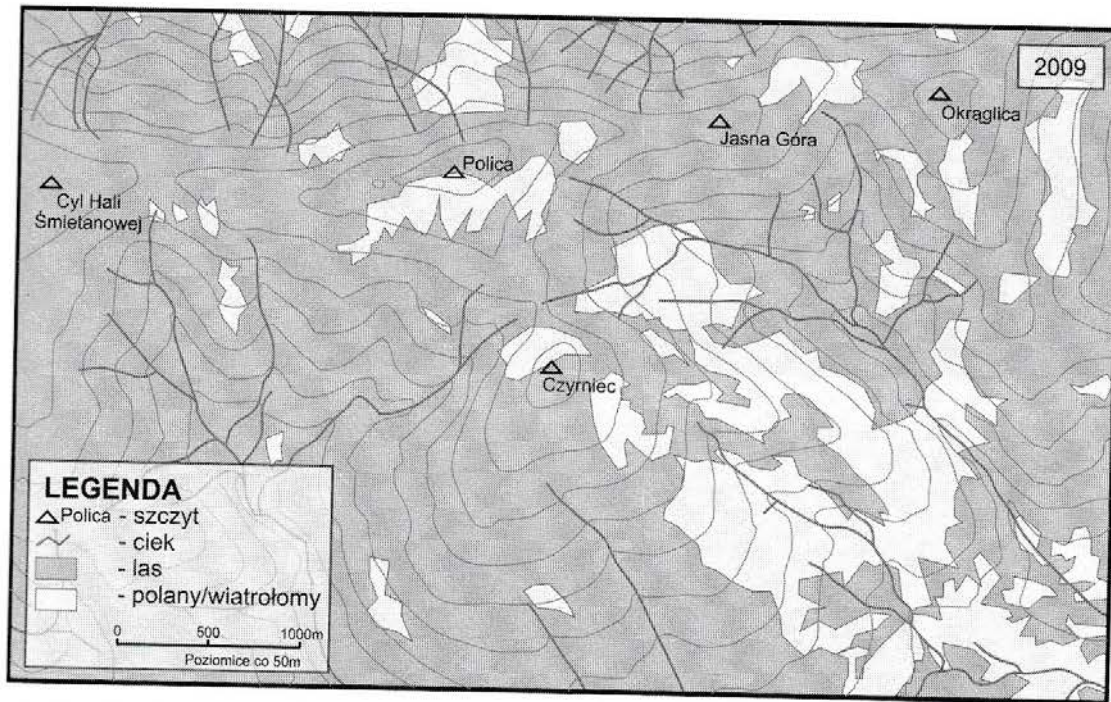 2009
Okrąglica
Jasna Góra
Polica
Cyl Hali
Śmietanowej
Czyrniec
LEGENDA
Polica - szczyt
- ciek
- las
- polany/wiatrołomy
0 500 1000m
Poziomice co 50m